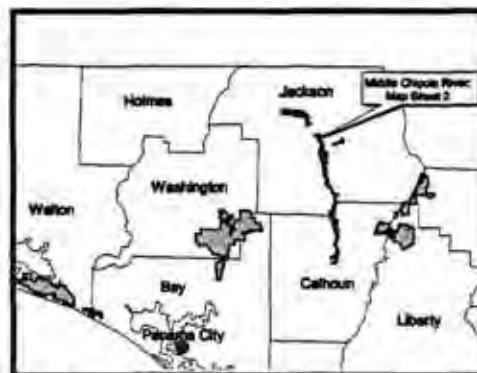 Jackson
Middle Chipola River,
Map Sheet 2
Holmes
Washington
Walton
Bay
Calhoun
Panama City
Liberty